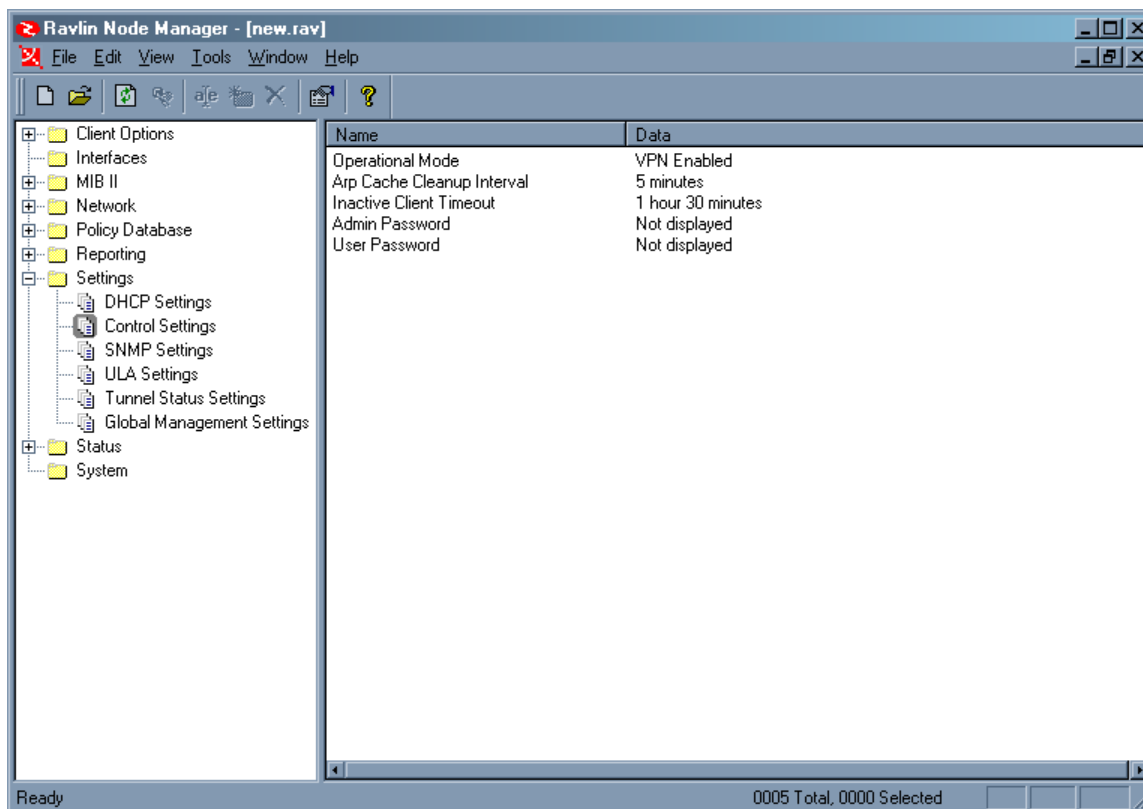 Ravlin Node Manager - [new.rav]
File Edit View Tools Window Help
Client Options
Interfaces
MIB II
Network
Policy Database
Reporting
Settings
DHCP Settings
Control Settings
SNMP Settings
ULA Settings
Tunnel Status Settings
Global Management Settings
Status
System
Name Data
Operational Mode VPN Enabled
Arp Cache Cleanup Interval 5 minutes
Inactive Client Timeout 1 hour 30 minutes
Admin Password Not displayed
User Password Not displayed
Ready 0005 Total, 0000 Selected